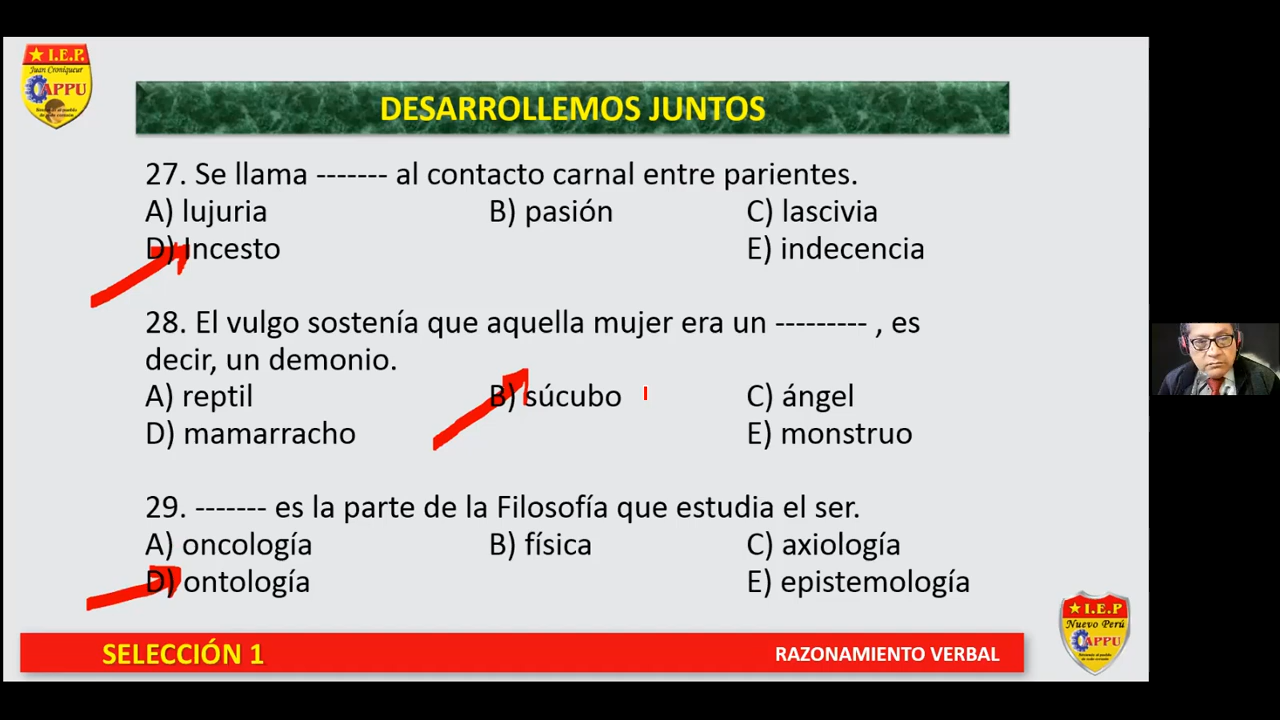 I.E.P.
Juan Croniqueur
APPU
DESARROLLEMOS JUNTOS
27. Se llama ------- al contacto carnal entre parientes.
A) lujuria B) pasión C) lascivia
D) Incesto E) indecencia
28. El vulgo sostenía que aquella mujer era un --------- , es
decir, un demonio.
A) reptil B) súcubo C) ángel
D) mamarracho E) monstruo
29. ------- es la parte de la Filosofía que estudia el ser.
A) oncología B) física C) axiología
D) ontología E) epistemología
I.E.P
Nuevo Perú
APPU
SELECCIÓN 1 RAZONAMIENTO VERBAL